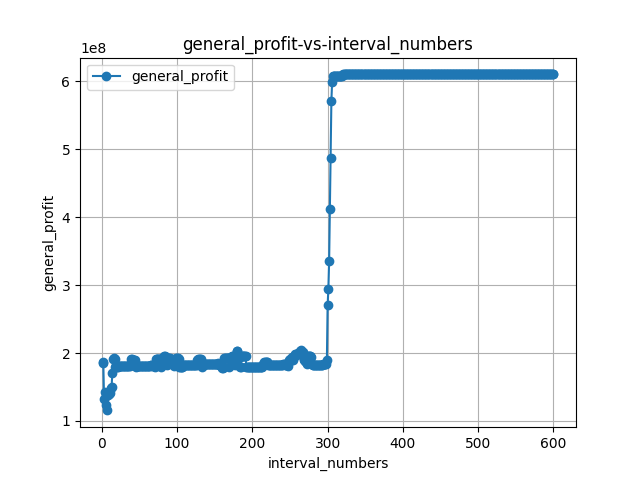 general_profit-vs-interval_numbers
1e8
general_profit
6
5
4
3
2
1
general_profit
0 100 200 300 400 500 600
interval_numbers